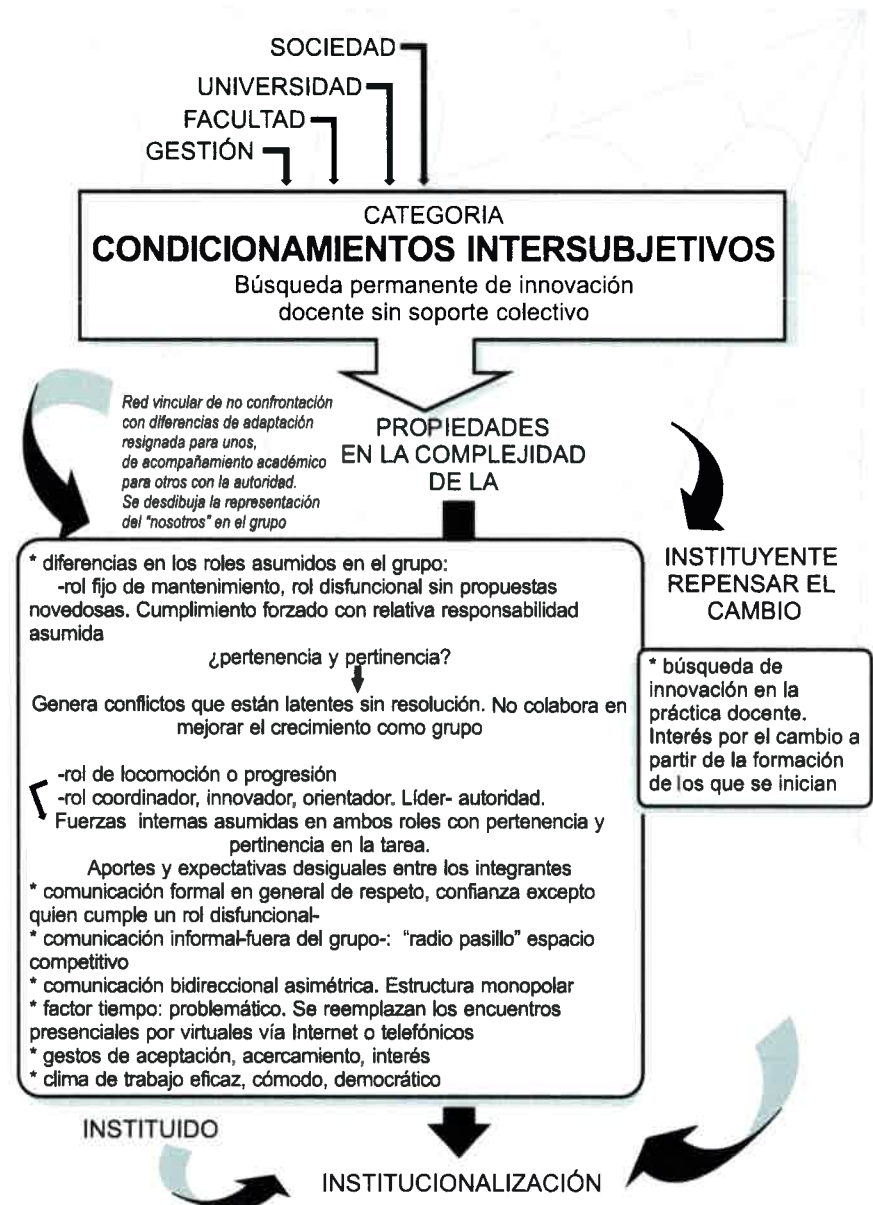 SOCIEDAD
UNIVERSIDAD
FACULTAD
GESTIÓN
CATEGORIA
CONDICIONAMIENTOS INTERSUBJETIVOS
Búsqueda permanente de innovación
docente sin soporte colectivo
Red vincular de no confrontación
con diferencias de adaptación
resignada para unos,
de acompañamiento académico
para otros con la autoridad.
Se desdibuja la representación
del "nosotros" en el grupo
PROPIEDADES
EN LA COMPLEJIDAD
DE LA
* diferencias en los roles asumidos en el grupo:
-rol fijo de mantenimiento, rol disfuncional sin propuestas
novedosas. Cumplimiento forzado con relativa responsabilidad
asumida
¿pertenencia y pertinencia?
Genera conflictos que están latentes sin resolución. No colabora en
mejorar el crecimiento como grupo
-rol de locomoción o progresión
-rol coordinador, innovador, orientador. Líder- autoridad.
Fuerzas internas asumidas en ambos roles con pertenencia y
pertinencia en la tarea.
Aportes y expectativas desiguales entre los integrantes
* comunicación formal en general de respeto, confianza excepto
quien cumple un rol disfuncional-
* comunicación informal-fuera del grupo-: "radio pasillo" espacio
competitivo
* comunicación bidireccional asimétrica. Estructura monopolar
* factor tiempo: problemático. Se reemplazan los encuentros
presenciales por virtuales vía Internet o telefónicos
* gestos de aceptación, acercamiento, interés
* clima de trabajo eficaz, cómodo, democrático
INSTITUYENTE
REPENSAR EL
CAMBIO
* búsqueda de
innovación en la
práctica docente.
Interés por el cambio a
partir de la formación
de los que se inician
INSTITUIDO
INSTITUCIONALIZACIÓN